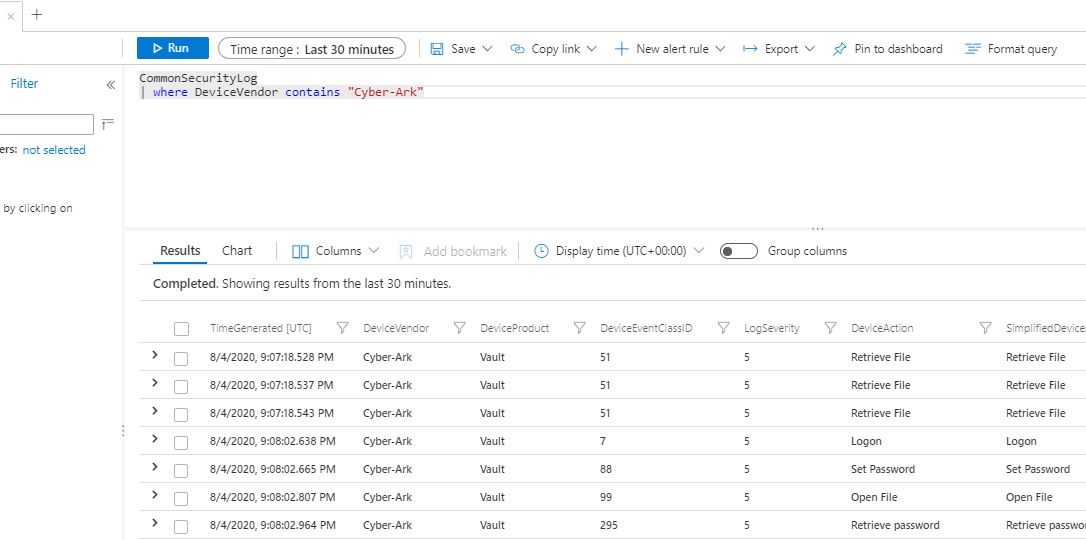 Run Time range : Last 30 minutes Save Copy link New alert rule Export Pin to dashboard Format query
Filter
CommonSecurityLog
| where DeviceVendor contains "Cyber-Ark"
ers: not selected
by clicking on
Results Chart Columns Add bookmark Display time (UTC+00:00) Group columns
Completed. Showing results from the last 30 minutes.
TimeGenerated [UTC] DeviceVendor DeviceProduct DeviceEventClassID LogSeverity DeviceAction SimplifiedDevice
8/4/2020, 9:07:18.528 PM Cyber-Ark Vault 51 5 Retrieve File Retrieve File
8/4/2020, 9:07:18.537 PM Cyber-Ark Vault 51 5 Retrieve File Retrieve File
8/4/2020, 9:07:18.543 PM Cyber-Ark Vault 51 5 Retrieve File Retrieve File
8/4/2020, 9:08:02.638 PM Cyber-Ark Vault 7 5 Logon Logon
8/4/2020, 9:08:02.665 PM Cyber-Ark Vault 88 5 Set Password Set Password
8/4/2020, 9:08:02.807 PM Cyber-Ark Vault 99 5 Open File Open File
8/4/2020, 9:08:02.964 PM Cyber-Ark Vault 295 5 Retrieve password Retrieve passwo